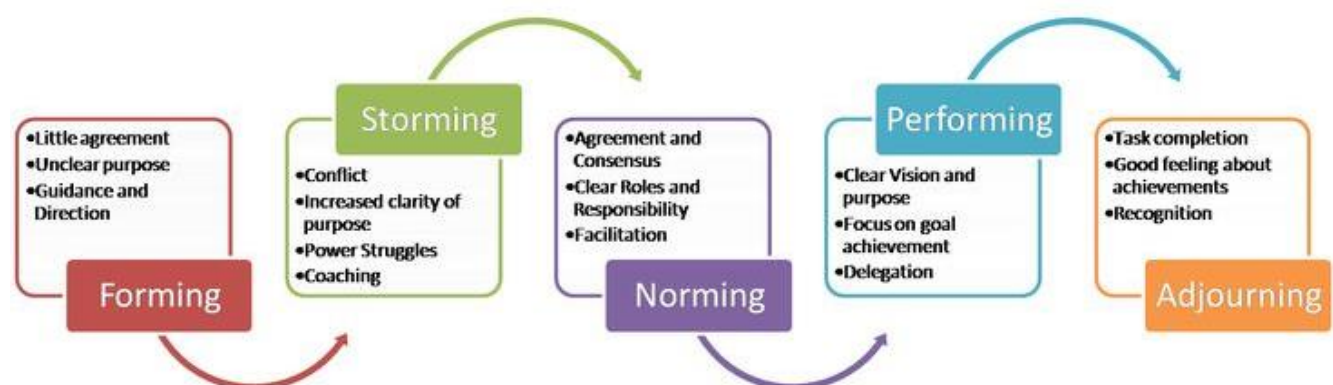 Forming
•Little agreement
•Unclear purpose
•Guidance and
Direction
Storming
•Conflict
•Increased clarity of
purpose
•Power Struggles
•Coaching
Norming
•Agreement and
Consensus
•Clear Roles and
Responsibility
•Facilitation
Performing
•Clear Vision and
purpose
•Focus on goal
achievement
•Delegation
Adjourning
•Task completion
•Good feeling about
achievements
•Recognition